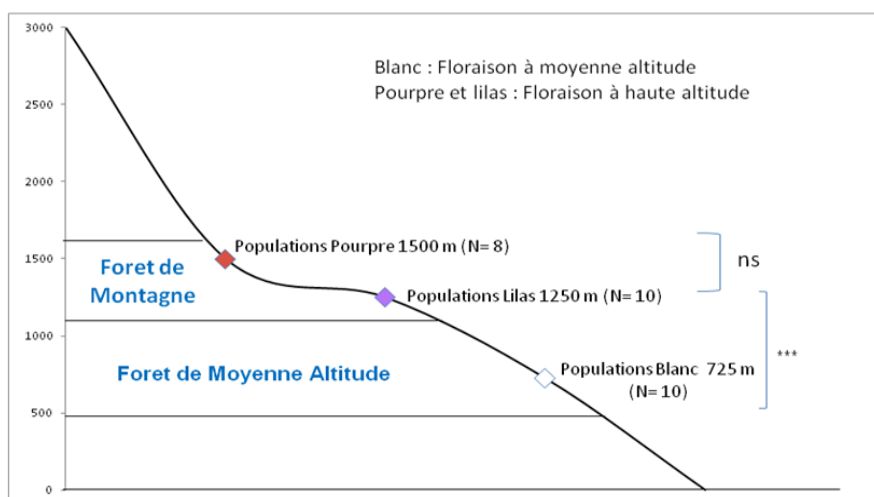 3000
Blanc : Floraison à moyenne altitude
Pourpre et lilas : Floraison à haute altitude
2500
2000
Populations Pourpre 1500 m (N= 8)
ns
1500
Foret de
Montagne
Populations Lilas 1250 m (N= 10)
1000
***
Populations Blanc 725 m
(N= 10)
Foret de Moyenne Altitude
500
0